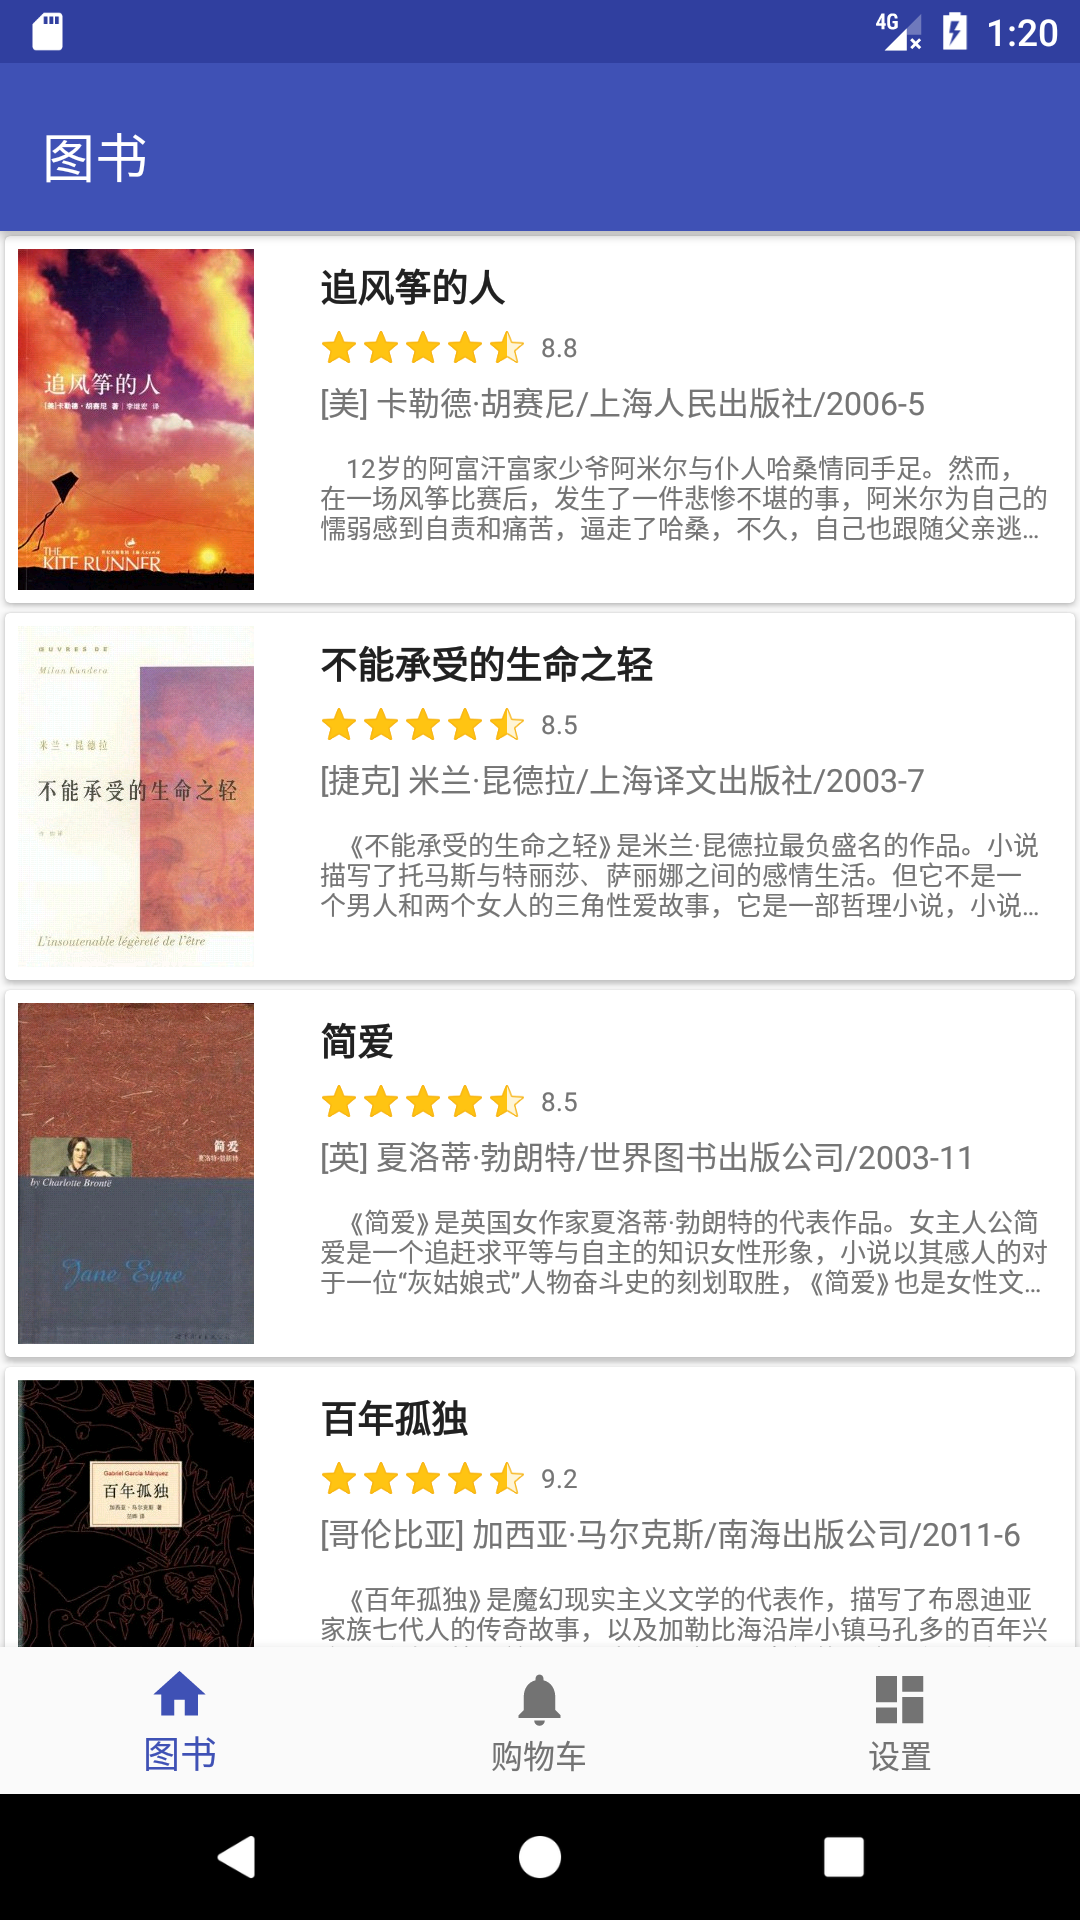 4G 1:20
图书
追风筝的人
8.8
[美] 卡勒德·胡赛尼/上海人民出版社/2006-5
12岁的阿富汗富家少爷阿米尔与仆人哈桑情同手足。然而，
在一场风筝比赛后，发生了一件悲惨不堪的事，阿米尔为自己的
懦弱感到自责和痛苦，逼走了哈桑，不久，自己也跟随父亲逃…
追风筝的人
[美]卡勒德·胡赛尼 著 李继宏 译
THE
KITE RUNNER
不能承受的生命之轻
8.5
[捷克] 米兰·昆德拉/上海译文出版社/2003-7
《不能承受的生命之轻》是米兰·昆德拉最负盛名的作品。小说
描写了托马斯与特丽莎、萨丽娜之间的感情生活。但它不是一
个男人和两个女人的三角性爱故事，它是一部哲理小说，小说…
ŒUVRES DE
Milan Kundera
米兰·昆德拉
不能承受的生命之轻
L'insoutenable légèreté de l'être
简爱
8.5
[英] 夏洛蒂·勃朗特/世界图书出版公司/2003-11
《简爱》是英国女作家夏洛蒂·勃朗特的代表作品。女主人公简
爱是一个追赶求平等与自主的知识女性形象，小说以其感人的对
于一位“灰姑娘式”人物奋斗史的刻划取胜，《简爱》也是女性文…
简爱
by Charlotte Brontë
Jane Eyre
百年孤独
9.2
[哥伦比亚] 加西亚·马尔克斯/南海出版公司/2011-6
《百年孤独》是魔幻现实主义文学的代表作，描写了布恩迪亚
家族七代人的传奇故事，以及加勒比海沿岸小镇马孔多的百年兴
Gabriel García Márquez
百年孤独
加西亚·马尔克斯 著
范晔 译
图书
购物车
设置